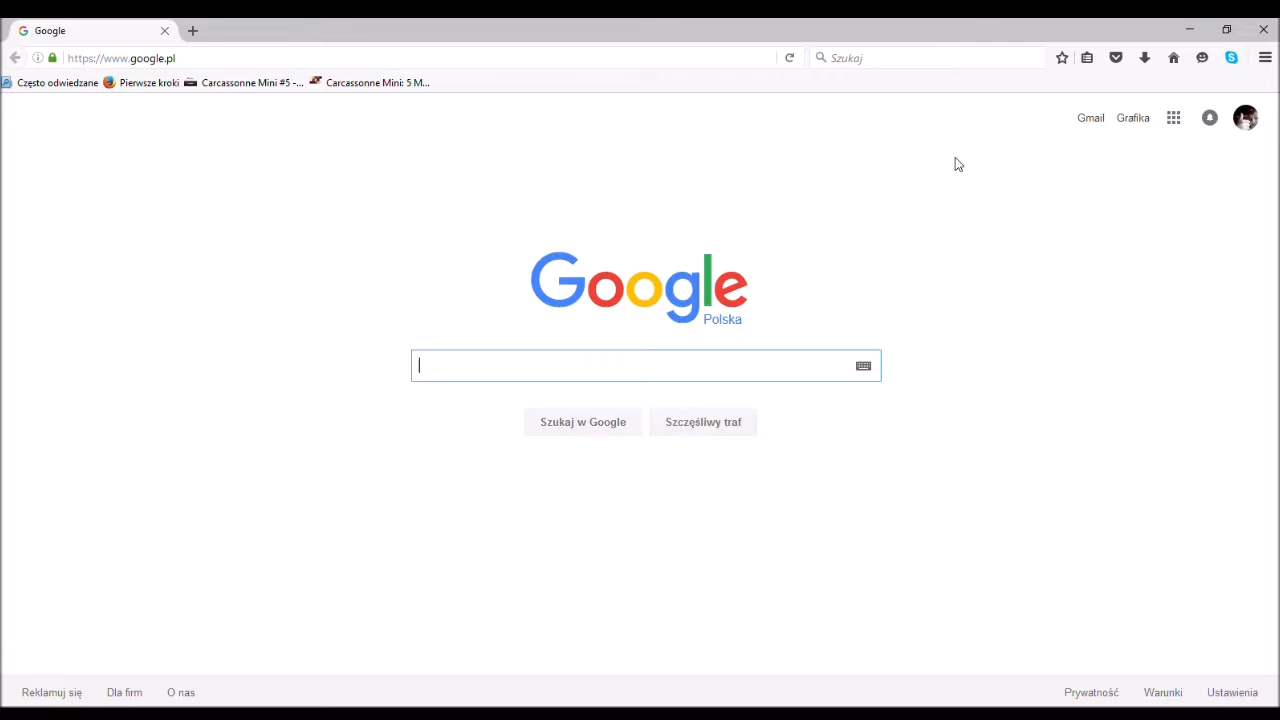 Google
https://www.google.pl
Szukaj
Często odwiedzane Pierwsze kroki Carcassonne Mini #5 -... Carcassonne Mini: 5 M...
Gmail Grafika
Google
Polska
Szukaj w Google Szczęśliwy traf
Reklamuj się Dla firm O nas Prywatność Warunki Ustawienia